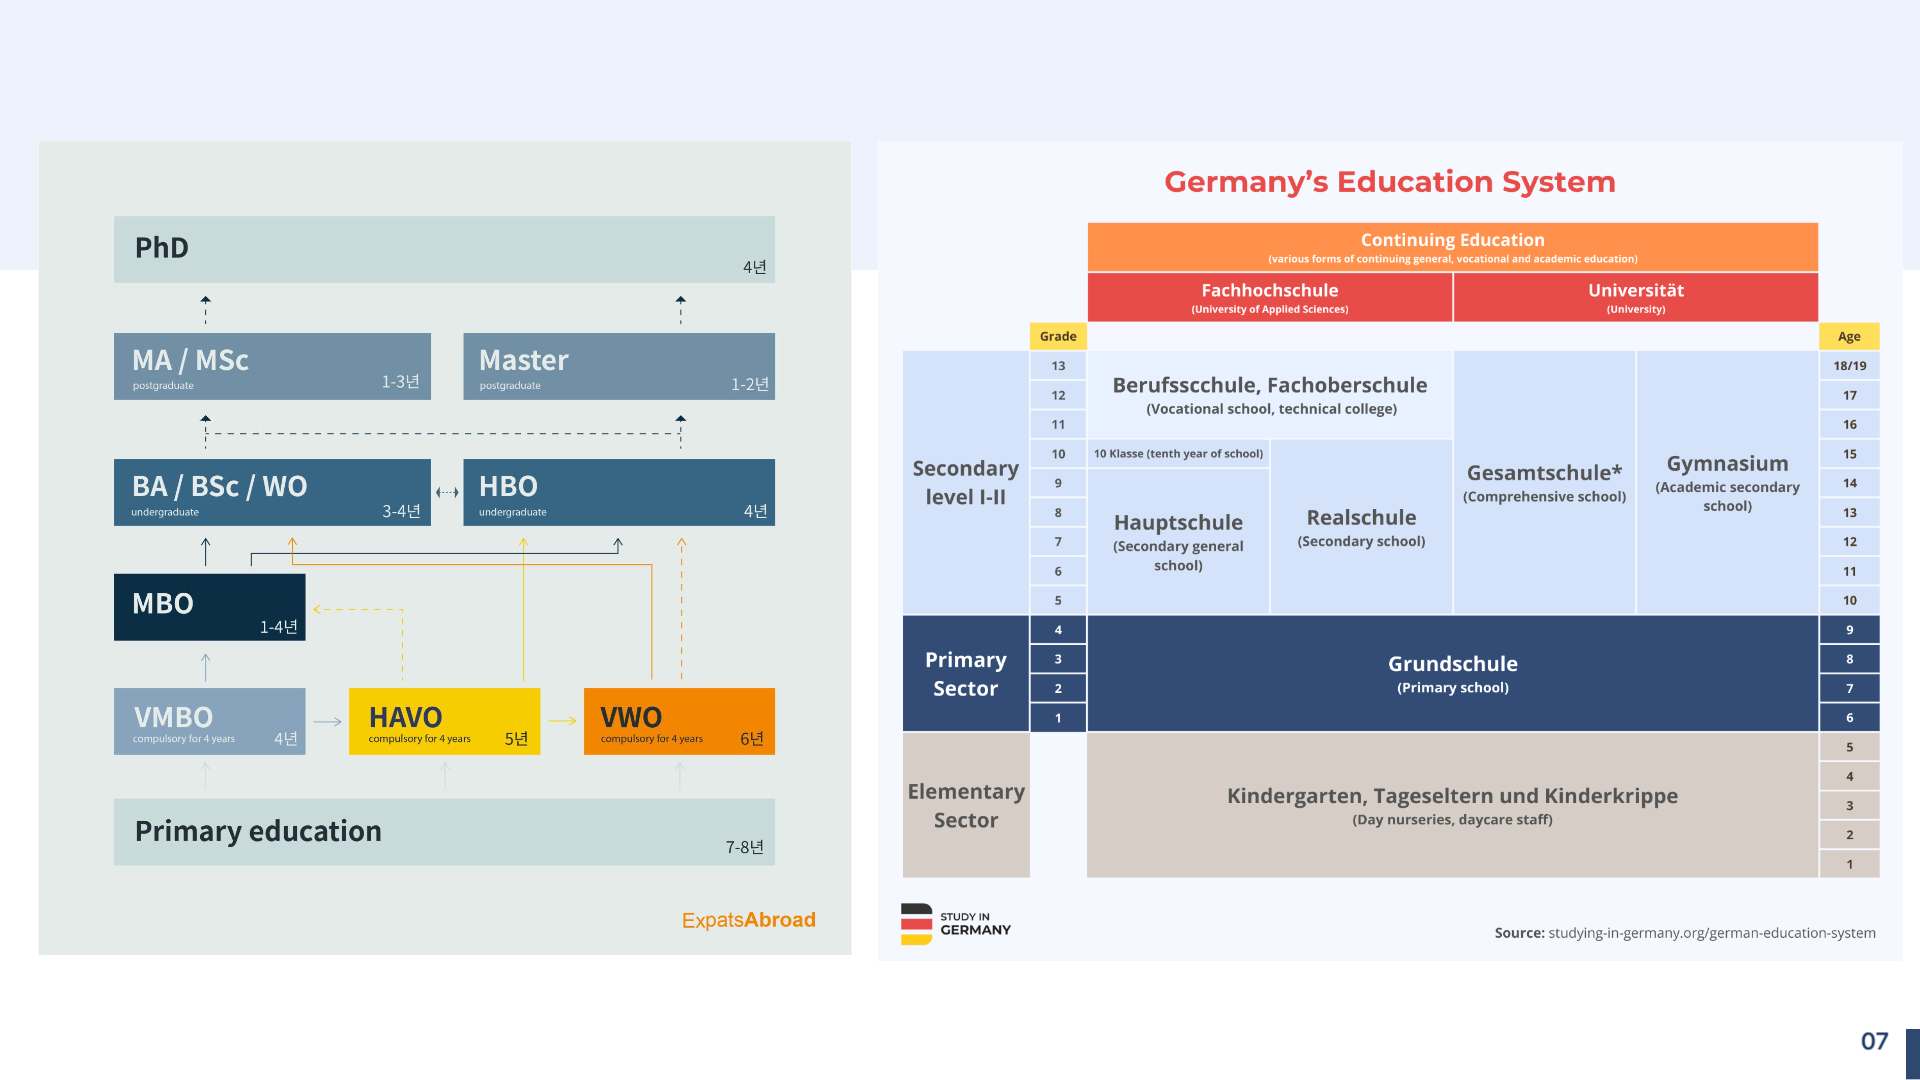 PhD
4년
MA / MSc
postgraduate
1-3년
Master
postgraduate
1-2년
BA / BSc / WO
undergraduate
3-4년
HBO
undergraduate
4년
MBO
1-4년
VMBO
compulsory for 4 years
4년
HAVO
compulsory for 4 years
5년
VWO
compulsory for 4 years
6년
Primary education
7-8년
ExpatsAbroad
Germany's Education System
Continuing Education
(various forms of continuing general, vocational and academic education)
Fachhochschule
(University of Applied Sciences)
Universität
(University)
Grade
Age
13
12
11
10
9
8
7
6
5
4
3
2
1
Secondary
level I-II
Berufsscchule, Fachoberschule
(Vocational school, technical college)
10 Klasse (tenth year of school)
Hauptschule
(Secondary general
school)
Realschule
(Secondary school)
Gesamtschule*
(Comprehensive school)
Gymnasium
(Academic secondary
school)
18/19
17
16
15
14
13
12
11
10
9
8
7
6
5
4
3
2
1
Primary
Sector
Grundschule
(Primary school)
Elementary
Sector
Kindergarten, Tageseltern und Kinderkrippe
(Day nurseries, daycare staff)
STUDY IN
GERMANY
Source: studying-in-germany.org/german-education-system
07